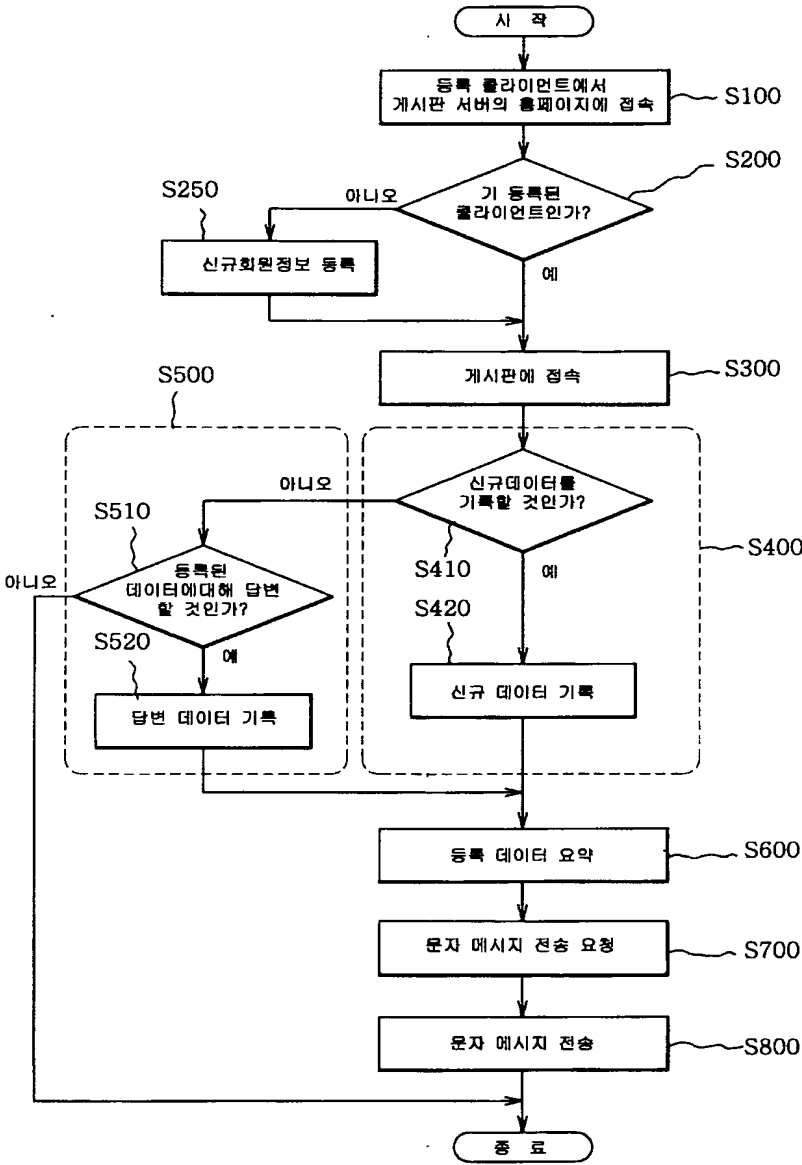 시 작
등록 클라이언트에서
게시판 서버의 홈페이지에 접속
S100
S200
기 등록된
클라이언트인가?
아니오
S250
신규회원정보 등록
예
게시판에 접속
S300
S500
신규데이터를
기록할 것인가?
아니오
S510
S410
S400
예
등록된
데이터에대해 답변
할 것인가?
아니오
S420
S520
예
신규 데이터 기록
답변 데이터 기록
등록 데이터 요약
S600
문자 메시지 전송 요청
S700
문자 메시지 전송
S800
종 료